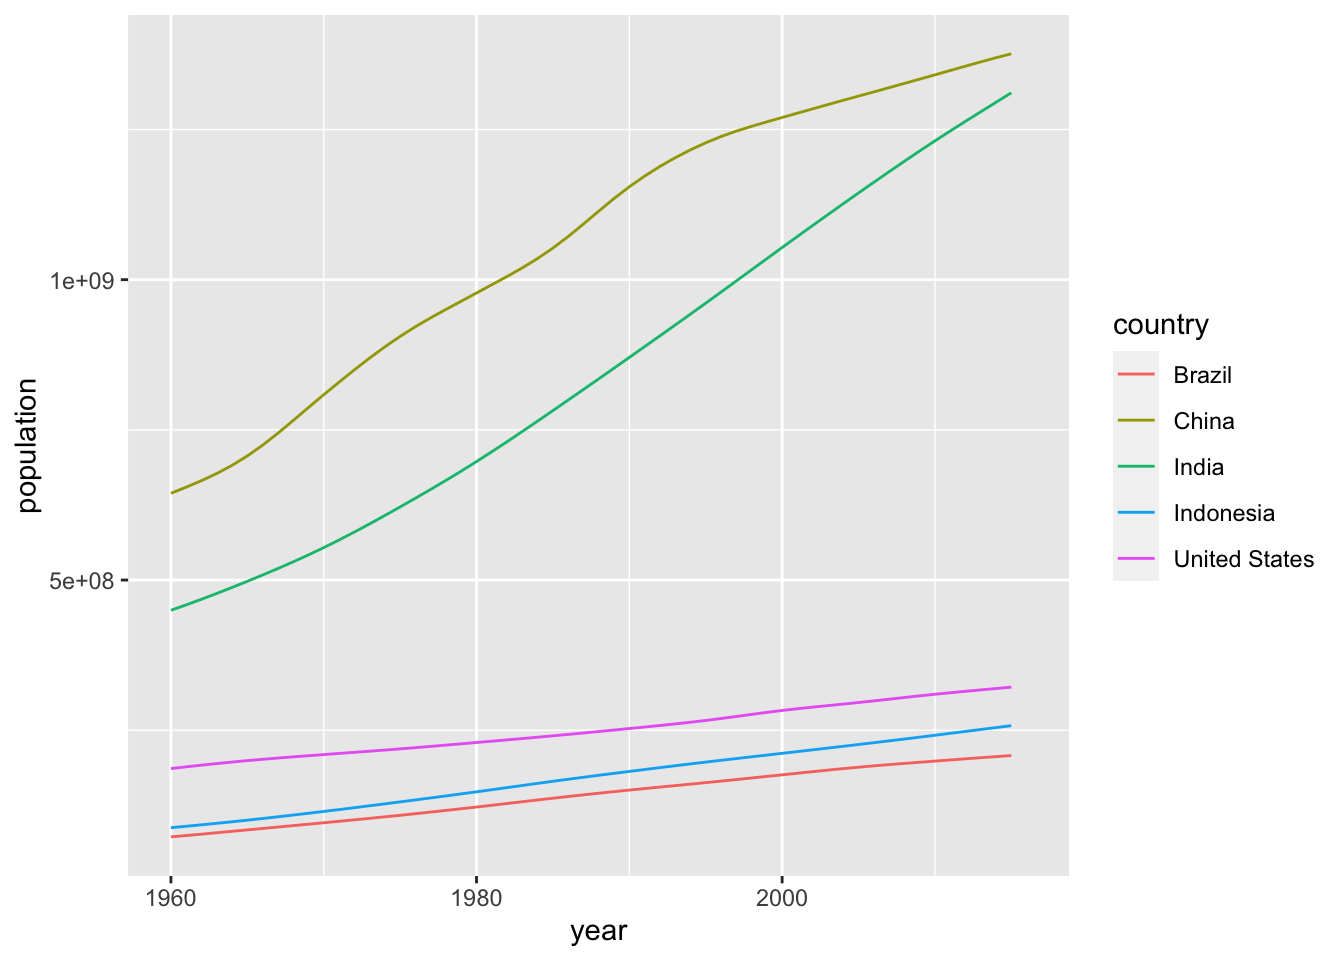 population
1e+09
5e+08
1960
1980
2000
year
country
Brazil
China
India
Indonesia
United States